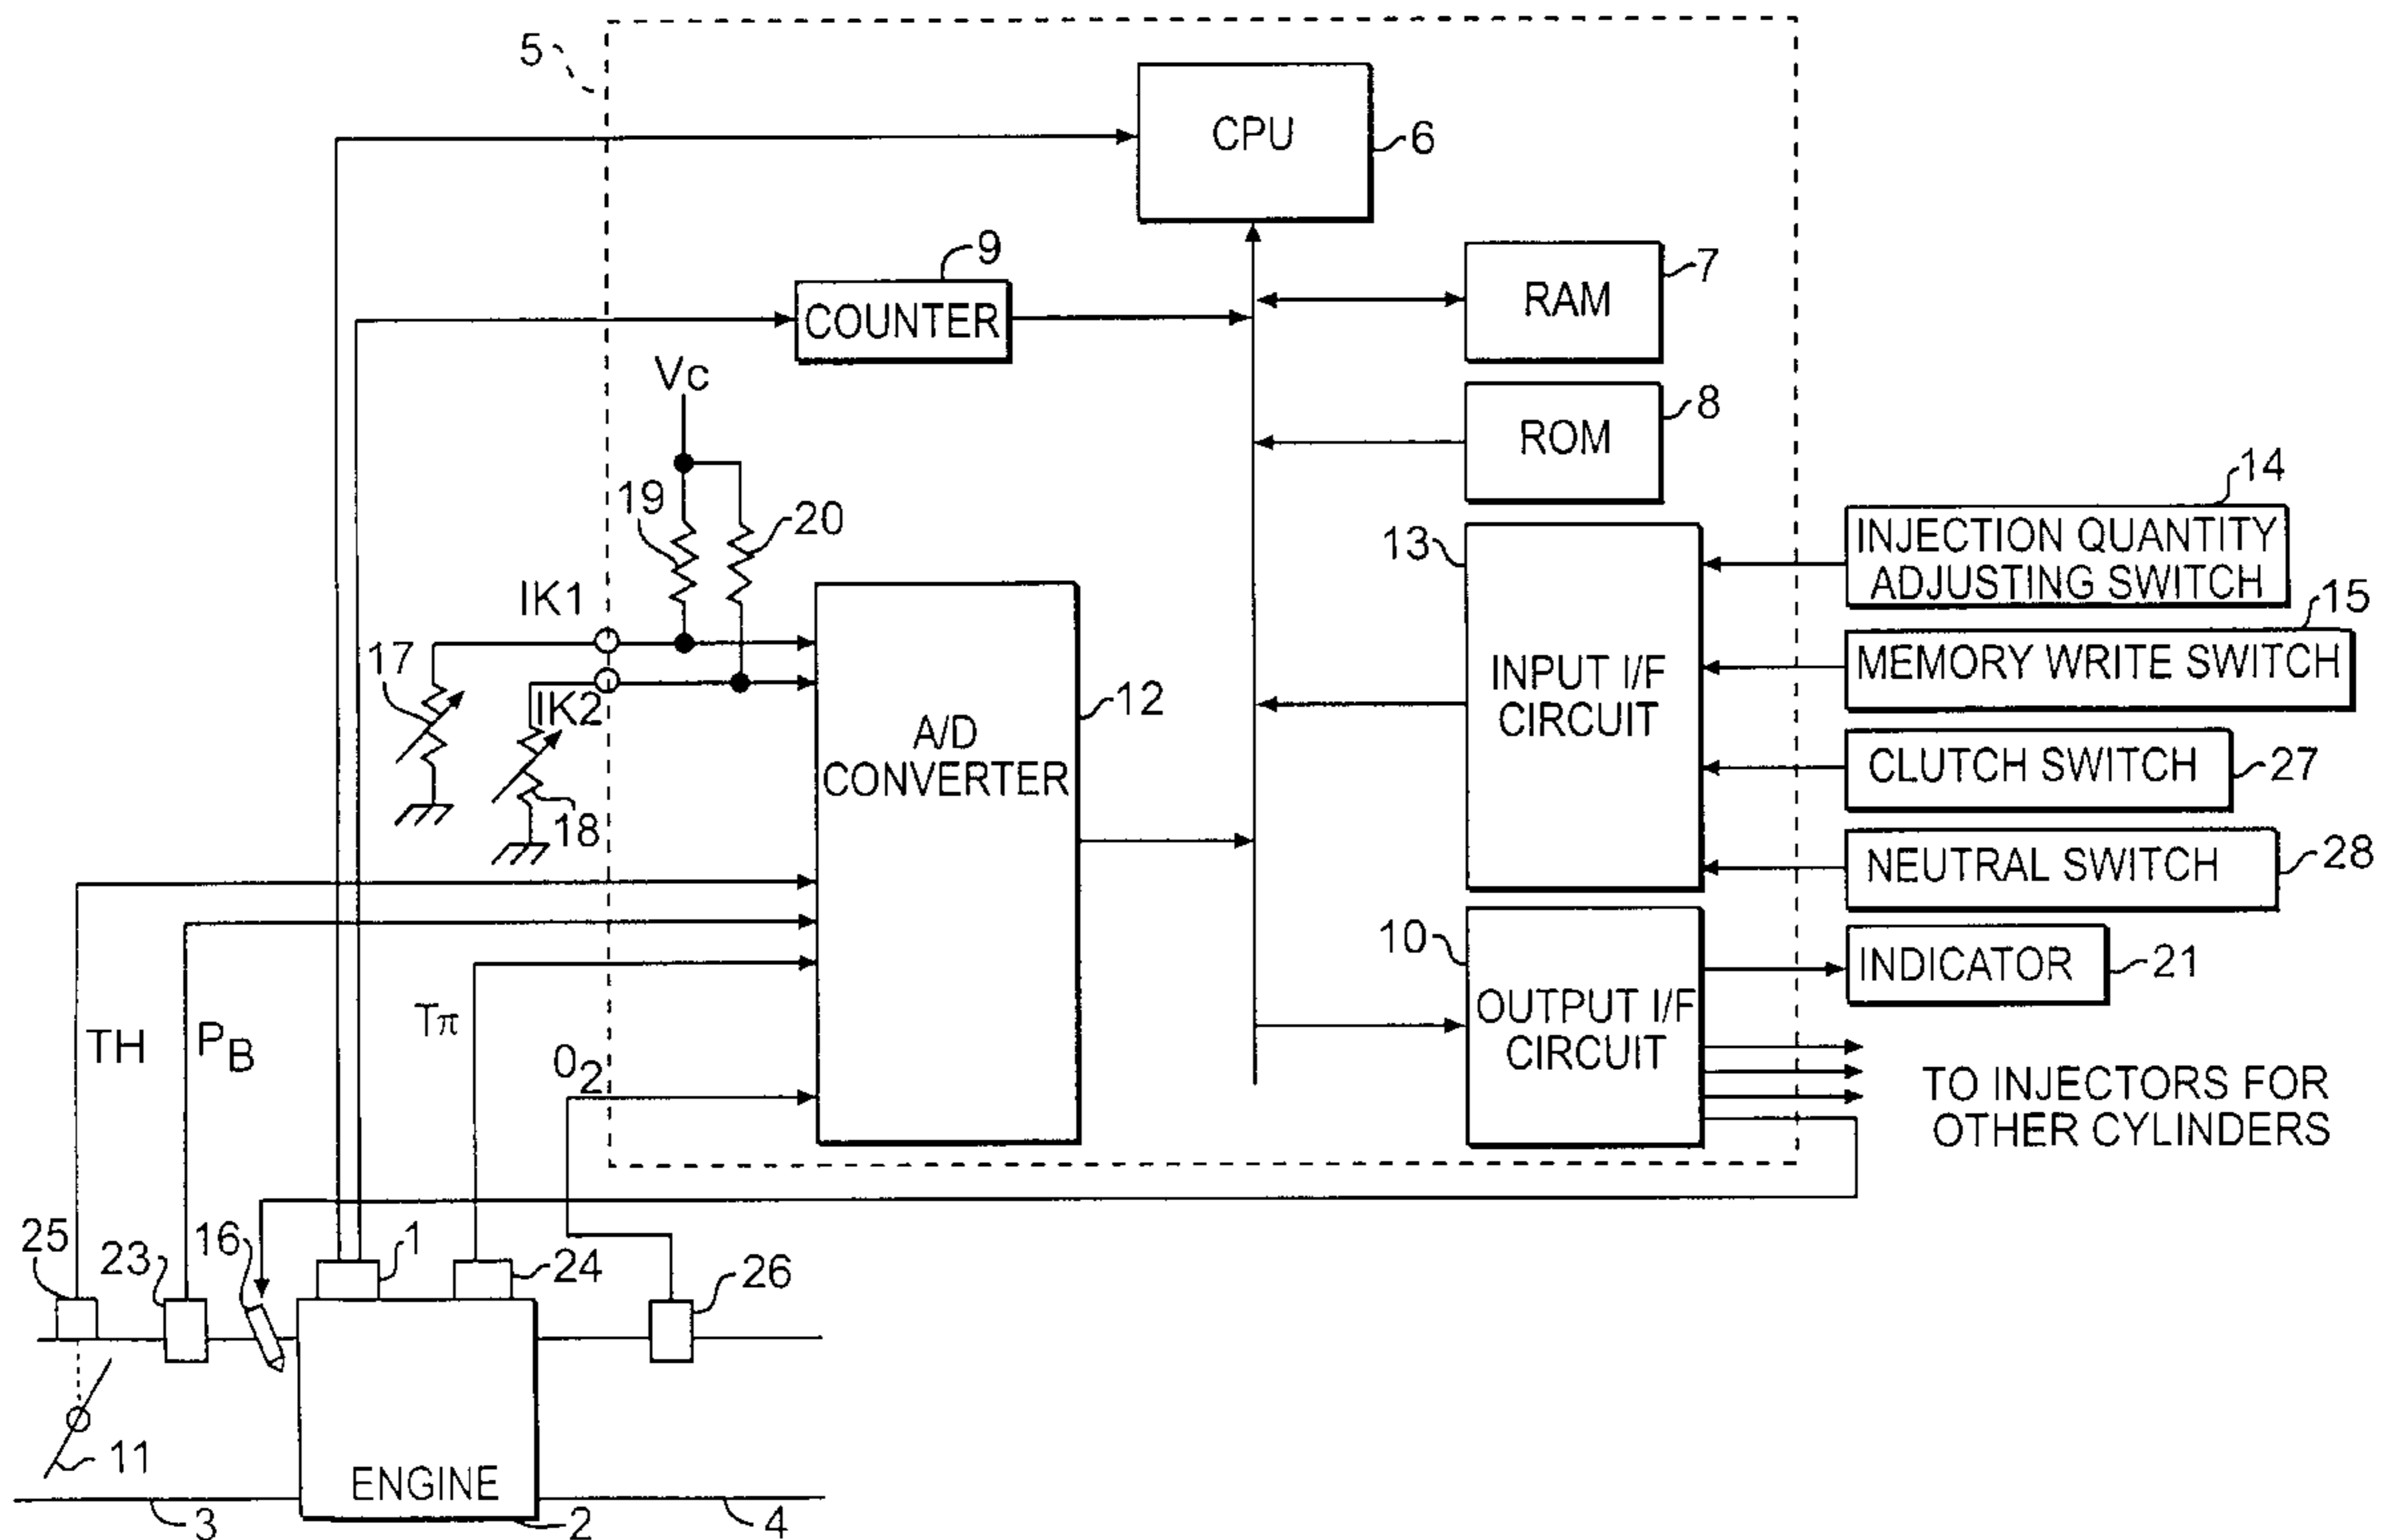 5
CPU
6
9
COUNTER
RAM
7
Vc
ROM
8
19
20
14
INJECTION QUANTITY
ADJUSTING SWITCH
13
15
IK1
17
MEMORY WRITE SWITCH
INPUT I/F
CIRCUIT
IK2
12
A/D
CONVERTER
CLUTCH SWITCH
27
18
NEUTRAL SWITCH
28
10
INDICATOR
21
OUTPUT I/F
CIRCUIT
TH
PB
Tπ
O2
TO INJECTORS FOR
OTHER CYLINDERS
25
23
16
1
24
26
11
ENGINE
3
2
4